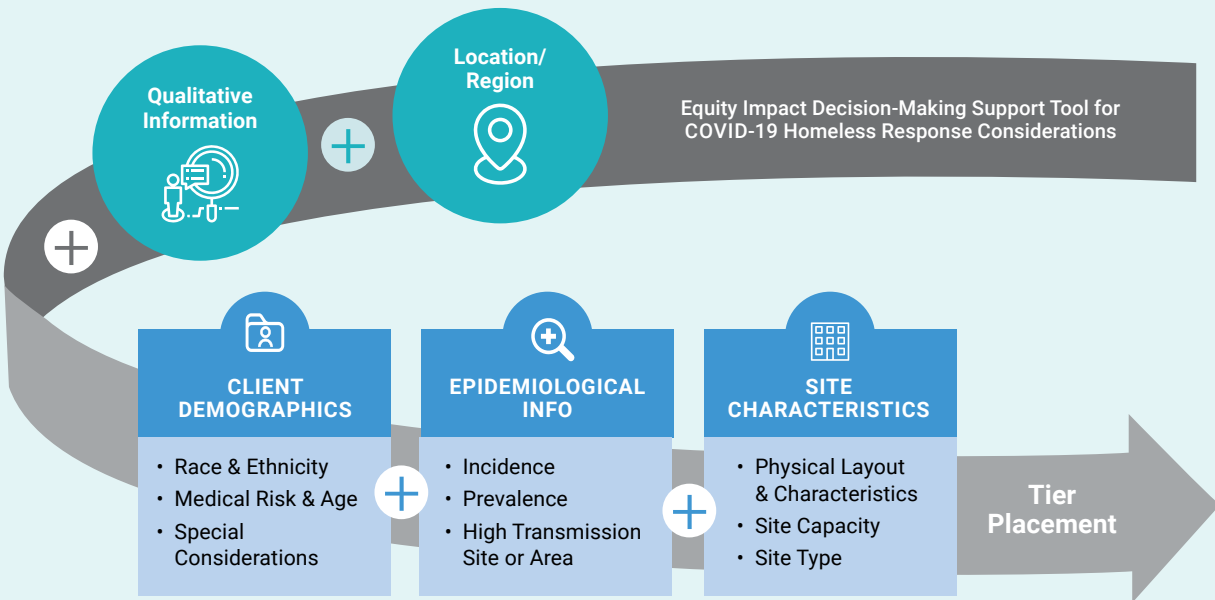 Equity Impact Decision-Making Support Tool for
COVID-19 Homeless Response Considerations
Location/
Region
Qualitative
Information
CLIENT
DEMOGRAPHICS
• Race & Ethnicity
• Medical Risk & Age
• Special
Considerations
EPIDEMIOLOGICAL
INFO
• Incidence
• Prevalence
• High Transmission
Site or Area
SITE
CHARACTERISTICS
• Physical Layout
& Characteristics
• Site Capacity
• Site Type
Tier
Placement